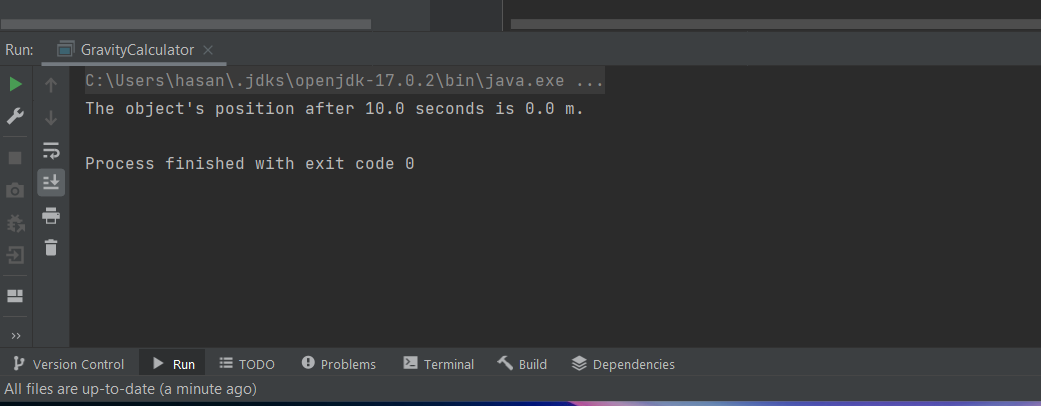 Run: GravityCalculator
C:\Users\hasan\.jdks\openjdk-17.0.2\bin\java.exe ...
The object's position after 10.0 seconds is 0.0 m.
Process finished with exit code 0
Version Control Run TODO Problems Terminal Build Dependencies
All files are up-to-date (a minute ago)